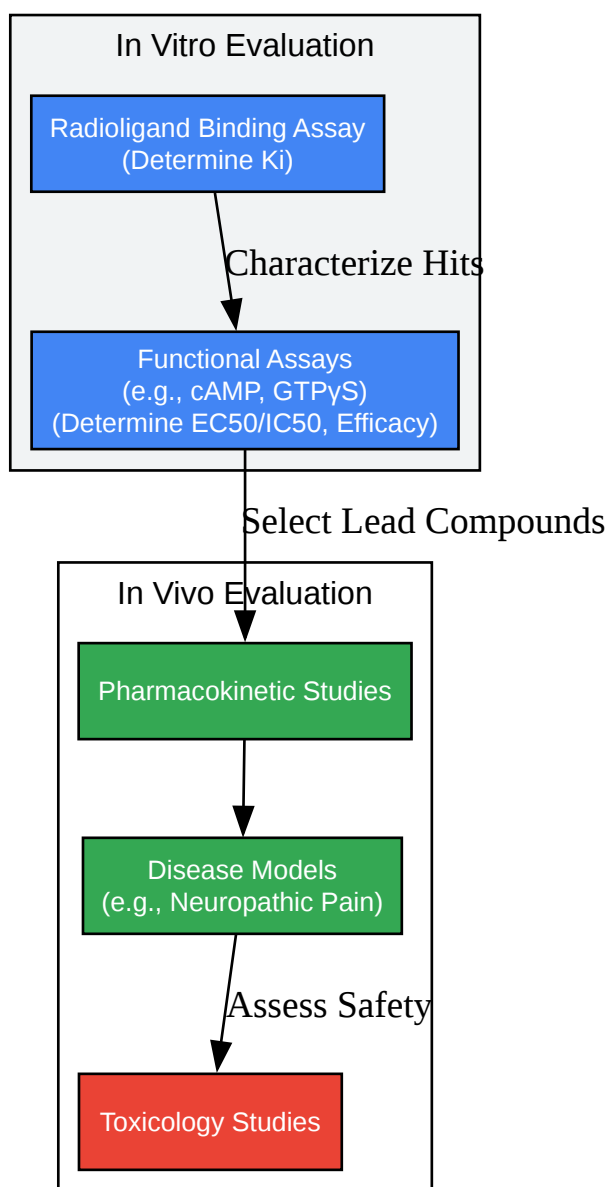 In Vitro Evaluation
Radioligand Binding Assay
(Determine Ki)
Characterize Hits
Functional Assays
(e.g., cAMP, GTPγS)
(Determine EC50/IC50, Efficacy)
Select Lead Compounds
In Vivo Evaluation
Pharmacokinetic Studies
Disease Models
(e.g., Neuropathic Pain)
Assess Safety
Toxicology Studies